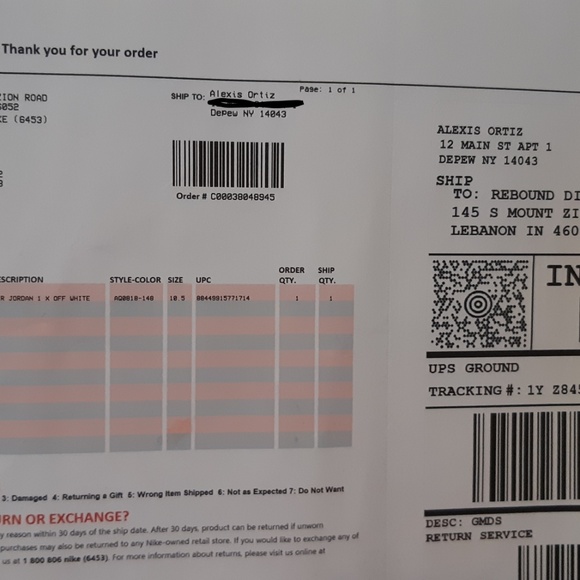 Thank you for your order
ION ROAD
6052
KE (6453)
SHIP TO: Alexis Ortiz
Depew NY 14043
Page: 1 of 1
Order # C00038048945
SCRIPTION STYLE-COLOR SIZE UPC ORDER QTY. SHIP QTY.
R JORDAN 1 X OFF WHITE AQ0818-148 10.5 00449915771714 1 1
3: Damaged 4: Returning a Gift 5: Wrong Item Shipped 6: Not as Expected 7: Do Not Want
URN OR EXCHANGE?
y reason within 30 days of the ship date. After 30 days, product can be returned if unworn
purchases may also be returned to any Nike-owned retail store. If you would like to exchange any of
us at 1 800 806 nike (6453). For more information about returns, please visit us online at
ALEXIS ORTIZ
12 MAIN ST APT 1
DEPEW NY 14043
SHIP
TO: REBOUND DI
145 S MOUNT ZI
LEBANON IN 460
IN
UPS GROUND
TRACKING #: 1Y Z845
DESC: GMDS
RETURN SERVICE